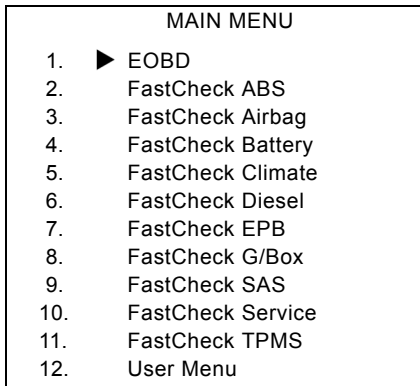 MAIN MENU
1. ▶ EOBD
2. FastCheck ABS
3. FastCheck Airbag
4. FastCheck Battery
5. FastCheck Climate
6. FastCheck Diesel
7. FastCheck EPB
8. FastCheck G/Box
9. FastCheck SAS
10. FastCheck Service
11. FastCheck TPMS
12. User Menu